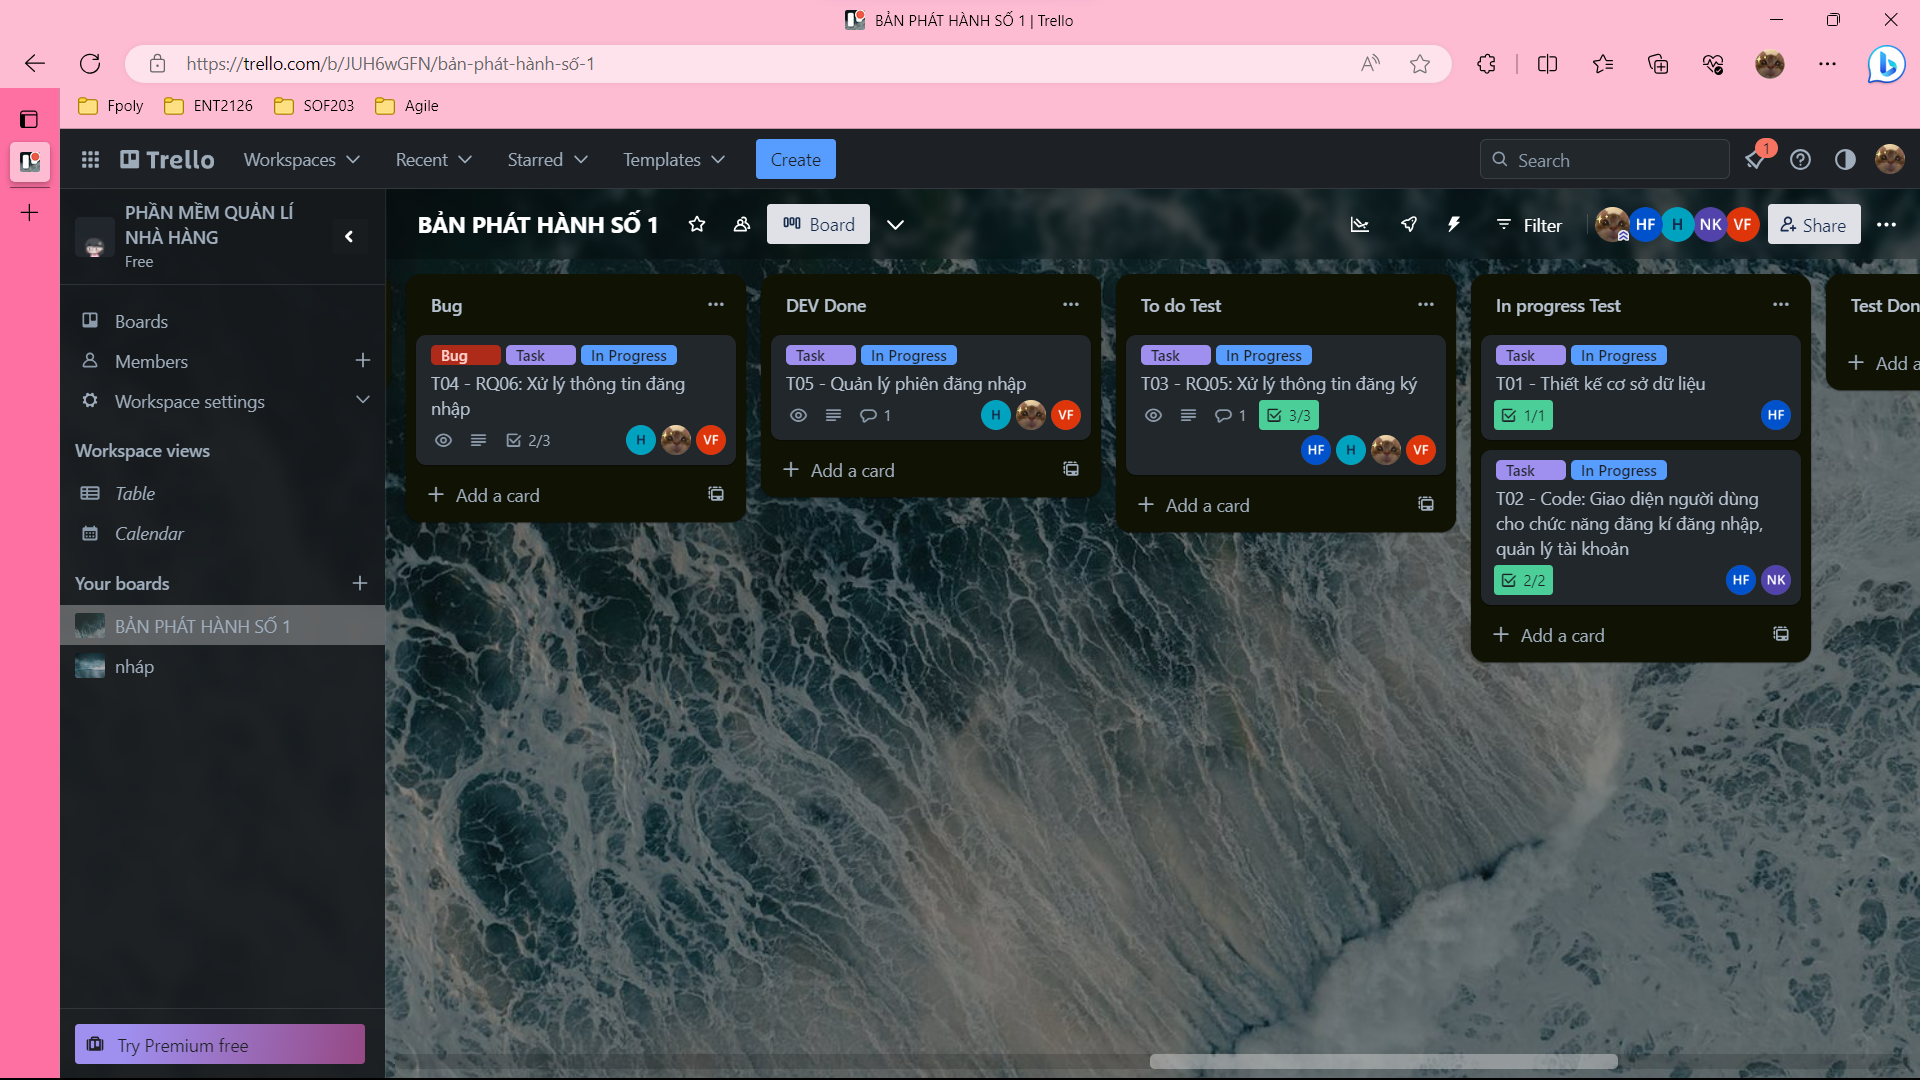 BẢN PHÁT HÀNH SỐ 1 | Trello
https://trello.com/b/JUH6wGFN/bản-phát-hành-số-1
Fpoly
ENT2126
SOF203
Agile
Trello
Workspaces
Recent
Starred
Templates
Create
Search
1
PHẦN MỀM QUẢN LÍ
NHÀ HÀNG
Free
BẢN PHÁT HÀNH SỐ 1
Board
Filter
HF
H
NK
VF
Share
Boards
Members
Workspace settings
Workspace views
Table
Calendar
Your boards
BẢN PHÁT HÀNH SỐ 1
nháp
Try Premium free
Bug
Bug
Task
In Progress
T04 - RQ06: Xử lý thông tin đăng
nhập
2/3
H
VF
Add a card
DEV Done
Task
In Progress
T05 - Quản lý phiên đăng nhập
1
H
VF
Add a card
To do Test
Task
In Progress
T03 - RQ05: Xử lý thông tin đăng ký
1
3/3
HF
H
VF
Add a card
In progress Test
Task
In Progress
T01 - Thiết kế cơ sở dữ liệu
1/1
HF
Task
In Progress
T02 - Code: Giao diện người dùng
cho chức năng đăng kí đăng nhập,
quản lý tài khoản
2/2
HF
NK
Add a card
Test Don
Add a